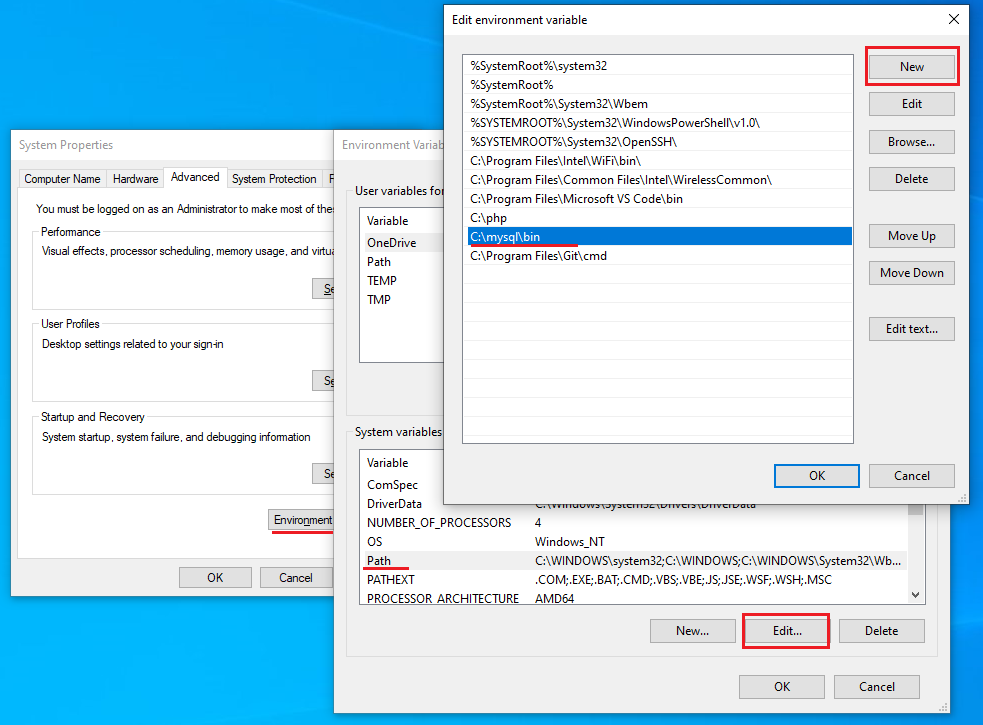 Edit environment variable
%SystemRoot%\system32
%SystemRoot%
%SystemRoot%\System32\Wbem
%SYSTEMROOT%\System32\WindowsPowerShell\v1.0\
%SYSTEMROOT%\System32\OpenSSH\
C:\Program Files\Intel\WiFi\bin\
C:\Program Files\Common Files\Intel\WirelessCommon\
C:\Program Files\Microsoft VS Code\bin
C:\php
C:\mysql\bin
C:\Program Files\Git\cmd
New
Edit
Browse...
Delete
Move Up
Move Down
Edit text...
OK
Cancel
System Properties
Computer Name
Hardware
Advanced
System Protection
You must be logged on as an Administrator to make most of
Performance
Visual effects, processor scheduling, memory usage, and
User Profiles
Desktop settings related to your sign-in
Startup and Recovery
System startup, system failure, and debugging information
Environment
OK
Cancel
Environment
User variables for
Variable
OneDrive
Path
TEMP
TMP
System variables
Variable
ComSpec
DriverData C:\Windows\System32\Drivers\DriverData
NUMBER_OF_PROCESSORS 4
OS Windows_NT
Path C:\WINDOWS\system32;C:\WINDOWS;C:\WINDOWS\System32\Wb...
PATHEXT .COM;.EXE;.BAT;.CMD;.VBS;.VBE;.JS;.JSE;.WSF;.WSH;.MSC
PROCESSOR_ARCHITECTURE AMD64
New...
Edit...
Delete
OK
Cancel